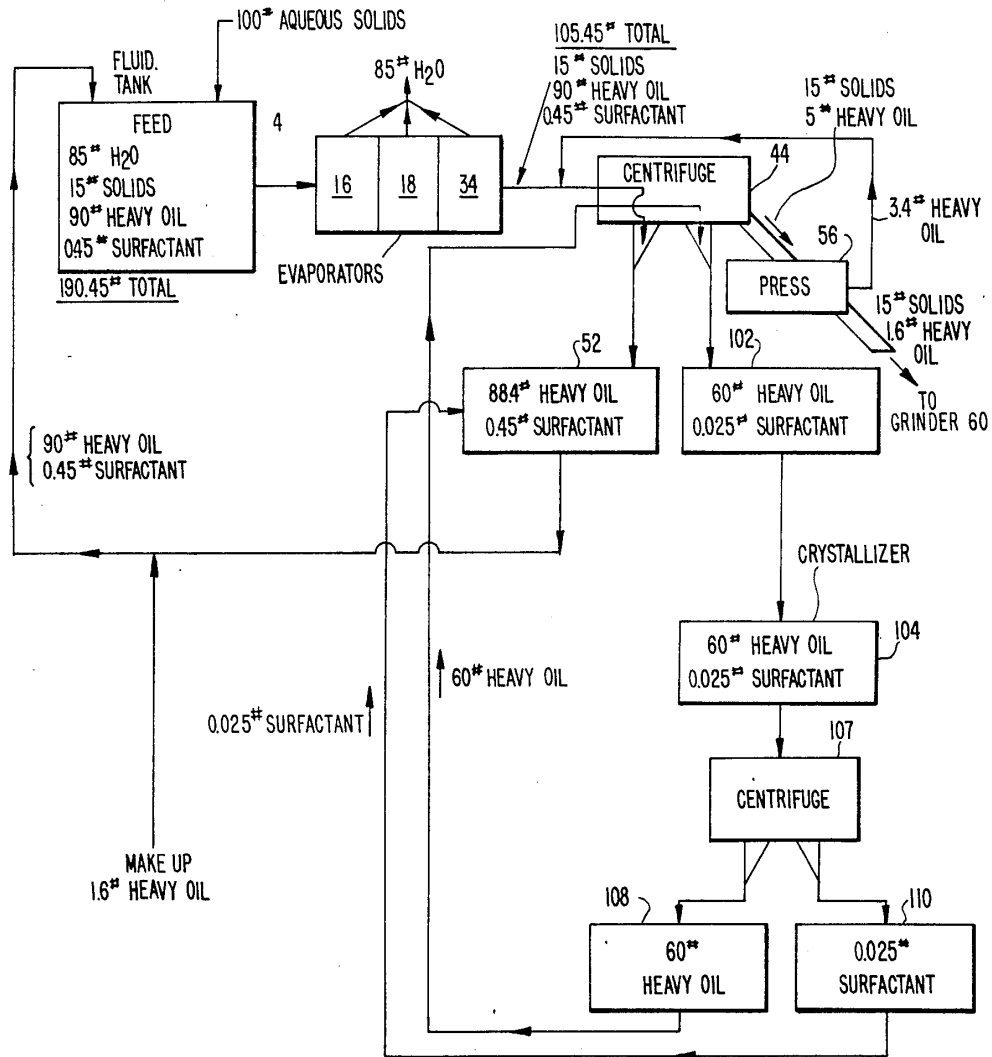 100# AQUEOUS SOLIDS
FLUID.
TANK
FEED
85# H2O
15# SOLIDS
90# HEAVY OIL
045# SURFACTANT
190.45# TOTAL
4
85# H2O
16
18
34
EVAPORATORS
105.45# TOTAL
15# SOLIDS
90# HEAVY OIL
0.45# SURFACTANT
CENTRIFUGE
44
15# SOLIDS
5# HEAVY OIL
3.4# HEAVY
OIL
56
PRESS
15# SOLIDS
1.6# HEAVY
OIL
TO
GRINDER 60
52
88.4# HEAVY OIL
0.45# SURFACTANT
102
60# HEAVY OIL
0.025# SURFACTANT
90# HEAVY OIL
0.45# SURFACTANT
CRYSTALLIZER
104
60# HEAVY OIL
0.025# SURFACTANT
60# HEAVY OIL
0.025# SURFACTANT
107
CENTRIFUGE
MAKE UP
1.6# HEAVY OIL
108
60#
HEAVY OIL
110
0.025#
SURFACTANT